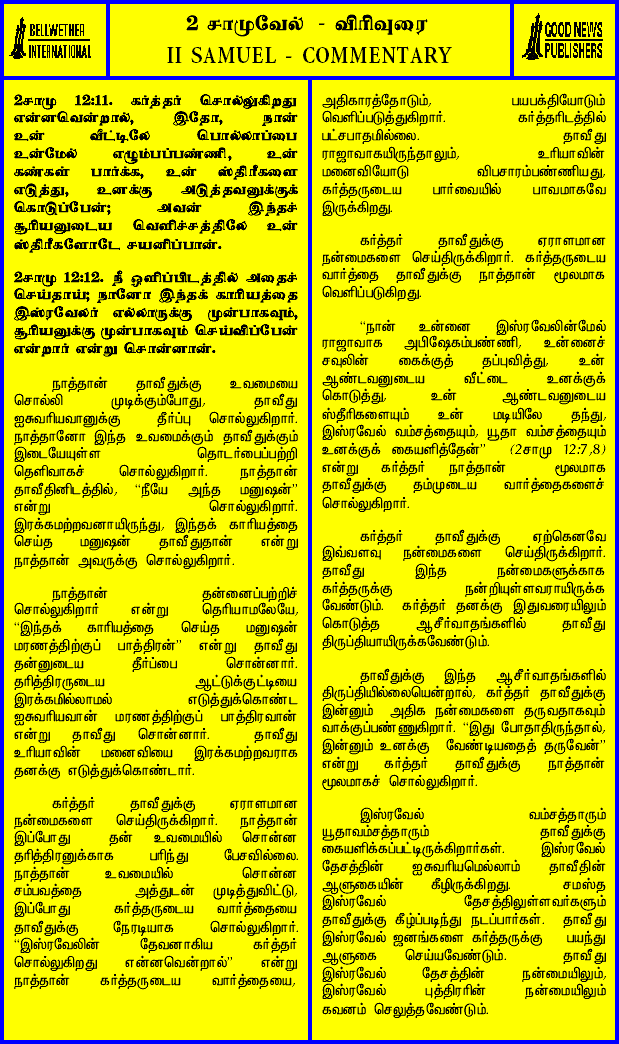 BELLWETHER
INTERNATIONAL
2 சாமுவேல் - விரிவுரை
II SAMUEL - COMMENTARY
GOOD NEWS
PUBLISHERS
2சாமு 12:11. கர்த்தர் சொல்லுகிறது
என்னவென்றால், இதோ, நான்
உன் வீட்டிலே பொல்லாப்பை
உன்மேல் எழும்பப்பண்ணி, உன்
கண்கள் பார்க்க, உன் ஸ்திரீகளை
எடுத்து, உனக்கு அடுத்தவனுக்குக்
கொடுப்பேன்; அவன் இந்தச்
சூரியனுடைய வெளிச்சத்திலே உன்
ஸ்திரீகளோடே சயனிப்பான்.
2சாமு 12:12. நீ ஒளிப்பிடத்தில் அதைச்
செய்தாய்; நானோ இந்தக் காரியத்தை
இஸ்ரவேலர் எல்லாருக்கு முன்பாகவும்,
சூரியனுக்கு முன்பாகவும் செய்விப்பேன்
என்றார் என்று சொன்னான்.
நாத்தான் தாவீதுக்கு உவமையை
சொல்லி முடிக்கும்போது, தாவீது
ஐசுவரியவானுக்கு தீர்ப்பு சொல்லுகிறார்.
நாத்தானோ இந்த உவமைக்கும் தாவீதுக்கும்
இடையேயுள்ள தொடர்பைப்பற்றி
தெளிவாகச் சொல்லுகிறார். நாத்தான்
தாவீதினிடத்தில், “நீயே அந்த மனுஷன்”
என்று சொல்லுகிறார்.
இரக்கமற்றவனாயிருந்து, இந்தக் காரியத்தை
செய்த மனுஷன் தாவீதுதான் என்று
நாத்தான் அவருக்கு சொல்லுகிறார்.
நாத்தான் தன்னைப்பற்றிச்
சொல்லுகிறார் என்று தெரியாமலேயே,
“இந்தக் காரியத்தை செய்த மனுஷன்
மரணத்திற்குப் பாத்திரன்” என்று தாவீது
தன்னுடைய தீர்ப்பை சொன்னார்.
தரித்திரருடைய ஆட்டுக்குட்டியை
இரக்கமில்லாமல் எடுத்துக்கொண்ட
ஐசுவரியவான் மரணத்திற்குப் பாத்திரவான்
என்று தாவீது சொன்னார். தாவீது
உரியாவின் மனைவியை இரக்கமற்றவராக
தனக்கு எடுத்துக்கொண்டார்.
கர்த்தர் தாவீதுக்கு ஏராளமான
நன்மைகளை செய்திருக்கிறார். நாத்தான்
இப்போது தன் உவமையில் சொன்ன
தரித்திரனுக்காக பரிந்து பேசவில்லை.
நாத்தான் உவமையில் சொன்ன
சம்பவத்தை அத்துடன் முடித்துவிட்டு,
இப்போது கர்த்தருடைய வார்த்தையை
தாவீதுக்கு நேரடியாக சொல்லுகிறார்.
“இஸ்ரவேலின் தேவனாகிய கர்த்தர்
சொல்லுகிறது என்னவென்றால்” என்று
நாத்தான் கர்த்தருடைய வார்த்தையை,
அதிகாரத்தோடும், பயபக்தியோடும்
வெளிப்படுத்துகிறார். கர்த்தரிடத்தில்
பட்சபாதமில்லை. தாவீது
ராஜாவாகயிருந்தாலும், உரியாவின்
மனைவியோடு விபசாரம்பண்ணியது,
கர்த்தருடைய பார்வையில் பாவமாகவே
இருக்கிறது.
கர்த்தர் தாவீதுக்கு ஏராளமான
நன்மைகளை செய்திருக்கிறார். கர்த்தருடைய
வார்த்தை தாவீதுக்கு நாத்தான் மூலமாக
வெளிப்படுகிறது.
“நான் உன்னை இஸ்ரவேலின்மேல்
ராஜாவாக அபிஷேகம்பண்ணி, உன்னைச்
சவுலின் கைக்குத் தப்புவித்து, உன்
ஆண்டவனுடைய வீட்டை உனக்குக்
கொடுத்து, உன் ஆண்டவனுடைய
ஸ்தீரிகளையும் உன் மடியிலே தந்து,
இஸ்ரவேல் வம்சத்தையும், யூதா வம்சத்தையும்
உனக்குக் கையளித்தேன்” (2சாமு 12:7,8)
என்று கர்த்தர் நாத்தான் மூலமாக
தாவீதுக்கு தம்முடைய வார்த்தைகளைச்
சொல்லுகிறார்.
கர்த்தர் தாவீதுக்கு ஏற்கெனவே
இவ்வளவு நன்மைகளை செய்திருக்கிறார்.
தாவீது இந்த நன்மைகளுக்காக
கர்த்தருக்கு நன்றியுள்ளவராயிருக்க
வேண்டும். கர்த்தர் தனக்கு இதுவரையிலும்
கொடுத்த ஆசீர்வாதங்களில் தாவீது
திருப்தியாயிருக்கவேண்டும்.
தாவீதுக்கு இந்த ஆசீர்வாதங்களில்
திருப்தியில்லையென்றால், கர்த்தர் தாவீதுக்கு
இன்னும் அதிக நன்மைகளை தருவதாகவும்
வாக்குப்பண்ணுகிறார். “இது போதாதிருந்தால்,
இன்னும் உனக்கு வேண்டியதைத் தருவேன்”
என்று கர்த்தர் தாவீதுக்கு நாத்தான்
மூலமாகச் சொல்லுகிறார்.
இஸ்ரவேல் வம்சத்தாரும்
யூதாவம்சத்தாரும் தாவீதுக்கு
கையளிக்கப்பட்டிருக்கிறார்கள். இஸ்ரவேல்
தேசத்தின் ஐசுவரியமெல்லாம் தாவீதின்
ஆளுகையின் கீழிருக்கிறது. சமஸ்த
இஸ்ரவேல் தேசத்திலுள்ளவர்களும்
தாவீதுக்கு கீழ்ப்படிந்து நடப்பார்கள். தாவீது
இஸ்ரவேல் ஜனங்களை கர்த்தருக்கு பயந்து
ஆளுகை செய்யவேண்டும். தாவீது
இஸ்ரவேல் தேசத்தின் நன்மையிலும்,
இஸ்ரவேல் புத்திரரின் நன்மையிலும்
கவனம் செலுத்தவேண்டும்.